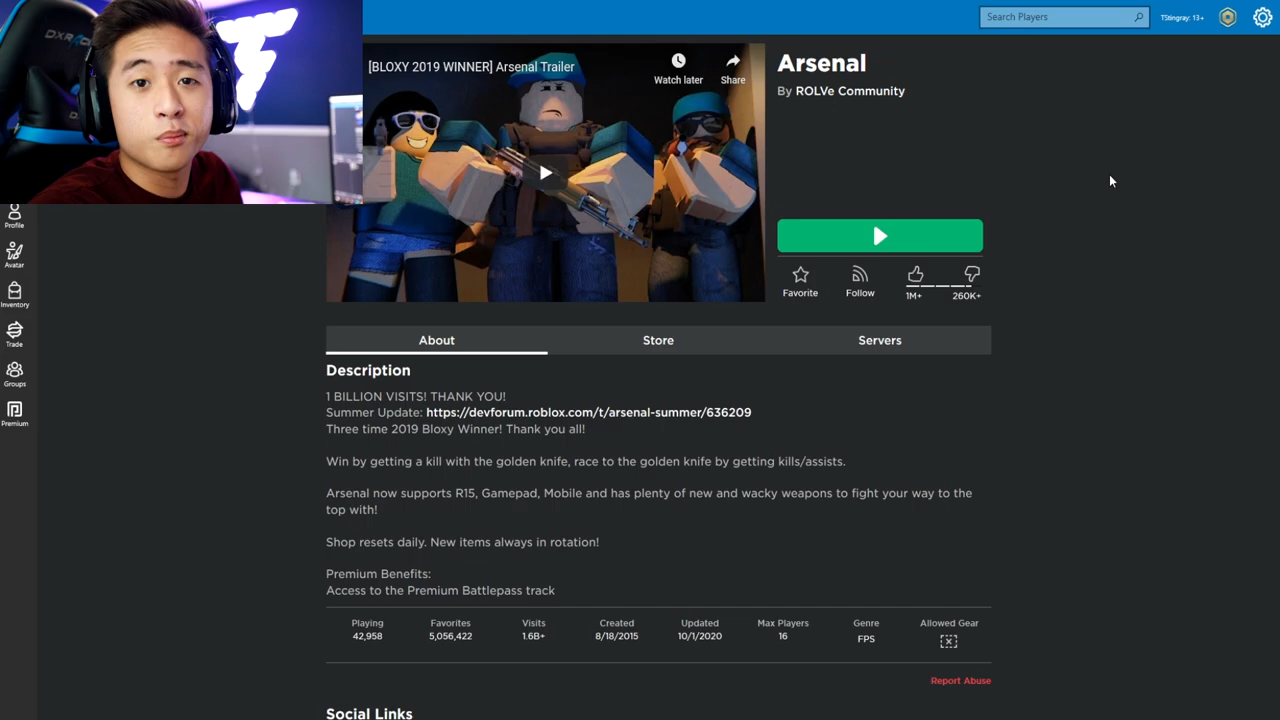 DXRACER
Search Players
TStingray: 13+
[BLOXY 2019 WINNER] Arsenal Trailer
Watch later
Share
Arsenal
By ROLVe Community
Profile
Avatar
Inventory
Trade
Groups
Premium
Favorite
Follow
1M+
260K+
About
Store
Servers
Description
1 BILLION VISITS! THANK YOU!
Summer Update: https://devforum.roblox.com/t/arsenal-summer/636209
Three time 2019 Bloxy Winner! Thank you all!
Win by getting a kill with the golden knife, race to the golden knife by getting kills/assists.
Arsenal now supports R15, Gamepad, Mobile and has plenty of new and wacky weapons to fight your way to the
top with!
Shop resets daily. New items always in rotation!
Premium Benefits:
Access to the Premium Battlepass track
Playing Favorites Visits Created Updated Max Players Genre Allowed Gear
42,958 5,056,422 1.6B+ 8/18/2015 10/1/2020 16 FPS
Report Abuse
Social Links